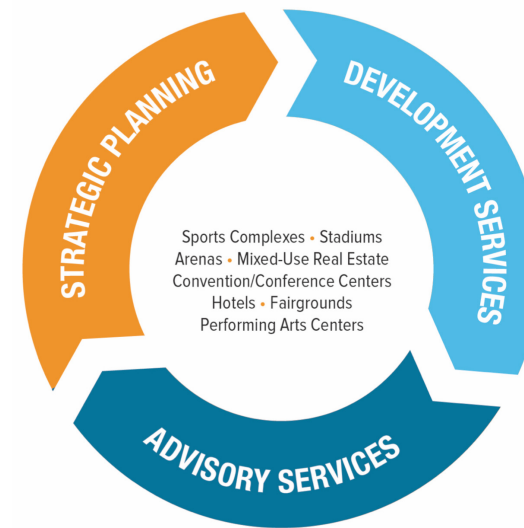 STRATEGIC PLANNING
DEVELOPMENT SERVICES
Sports Complexes • Stadiums
Arenas • Mixed-Use Real Estate
Convention/Conference Centers
Hotels • Fairgrounds
Performing Arts Centers
ADVISORY SERVICES